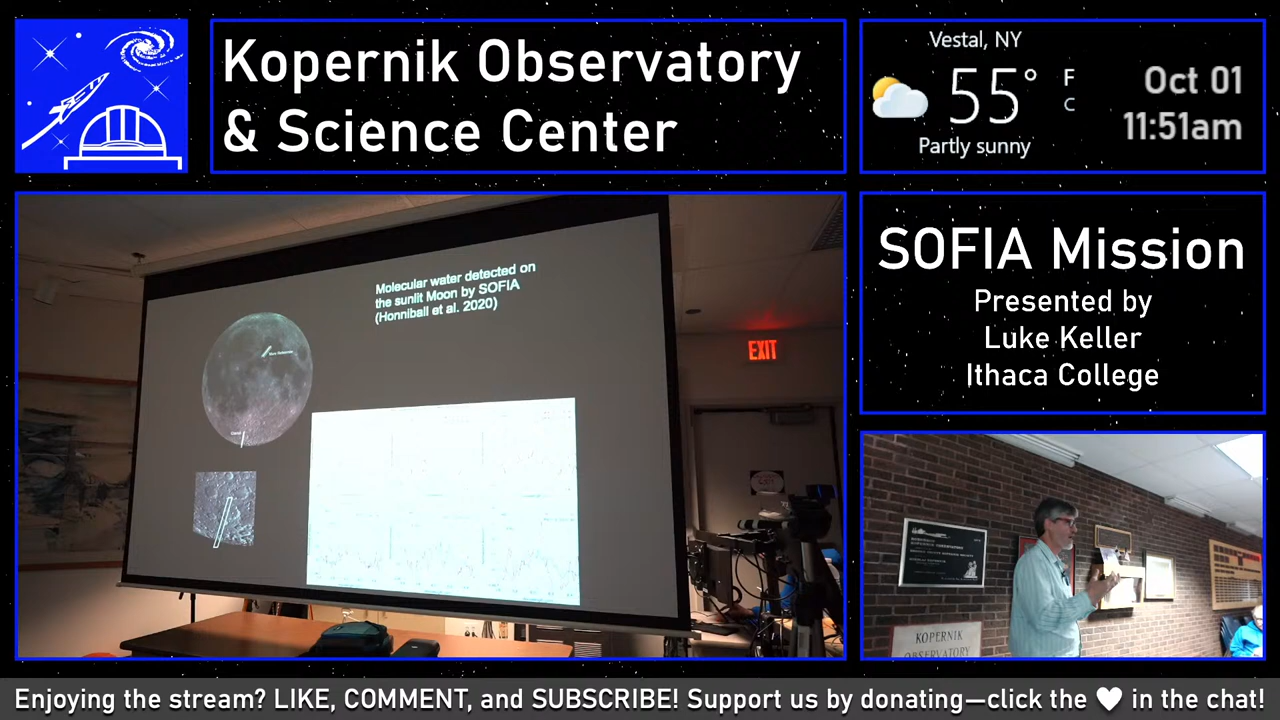 Kopernik Observatory
& Science Center
Vestal, NY
55° F
C
Partly sunny
Oct 01
11:51am
Molecular water detected on
the sunlit Moon by SOFIA
(Honniball et al. 2020)
EXIT
SOFIA Mission
Presented by
Luke Keller
Ithaca College
KOPERNIK
OBSERVATORY
Enjoying the stream? LIKE, COMMENT, and SUBSCRIBE! Support us by donating—click the ♥ in the chat!